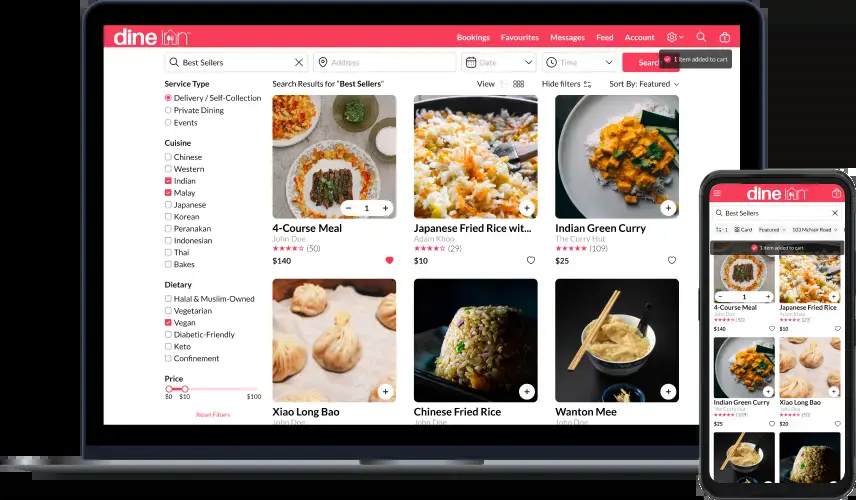 dine inn
Bookings Favourites Messages Feed Account
Best Sellers Address Date Time Search
1 item added to cart
Service Type
Delivery / Self-Collection
Private Dining
Events
Cuisine
Chinese
Western
Indian
Malay
Japanese
Korean
Peranakan
Indonesian
Thai
Bakes
Dietary
Halal & Muslim-Owned
Vegetarian
Vegan
Diabetic-Friendly
Keto
Confinement
Price
$0 $10 $100
Reset Filters
Search Results for "Best Sellers" View Hide filters Sort By: Featured
1
4-Course Meal
John Doe
(50)
$140
Japanese Fried Rice wit...
Adam Khoo
(29)
$10
Indian Green Curry
The Curry Hut
(109)
$25
Xiao Long Bao
John Doe
Chinese Fried Rice
John Doe
Wanton Mee
John Doe
dine inn
Best Sellers
1 Card Featured 103 McNair Road
1 item added to cart
1
4-Course Meal
John Doe
(50)
$140
Japanese Fried Rice
Adam Khoo
(29)
$10
Indian Green Curry
The Curry Hut
(109)
$25
Xiao Long Bao
John Doe
$20